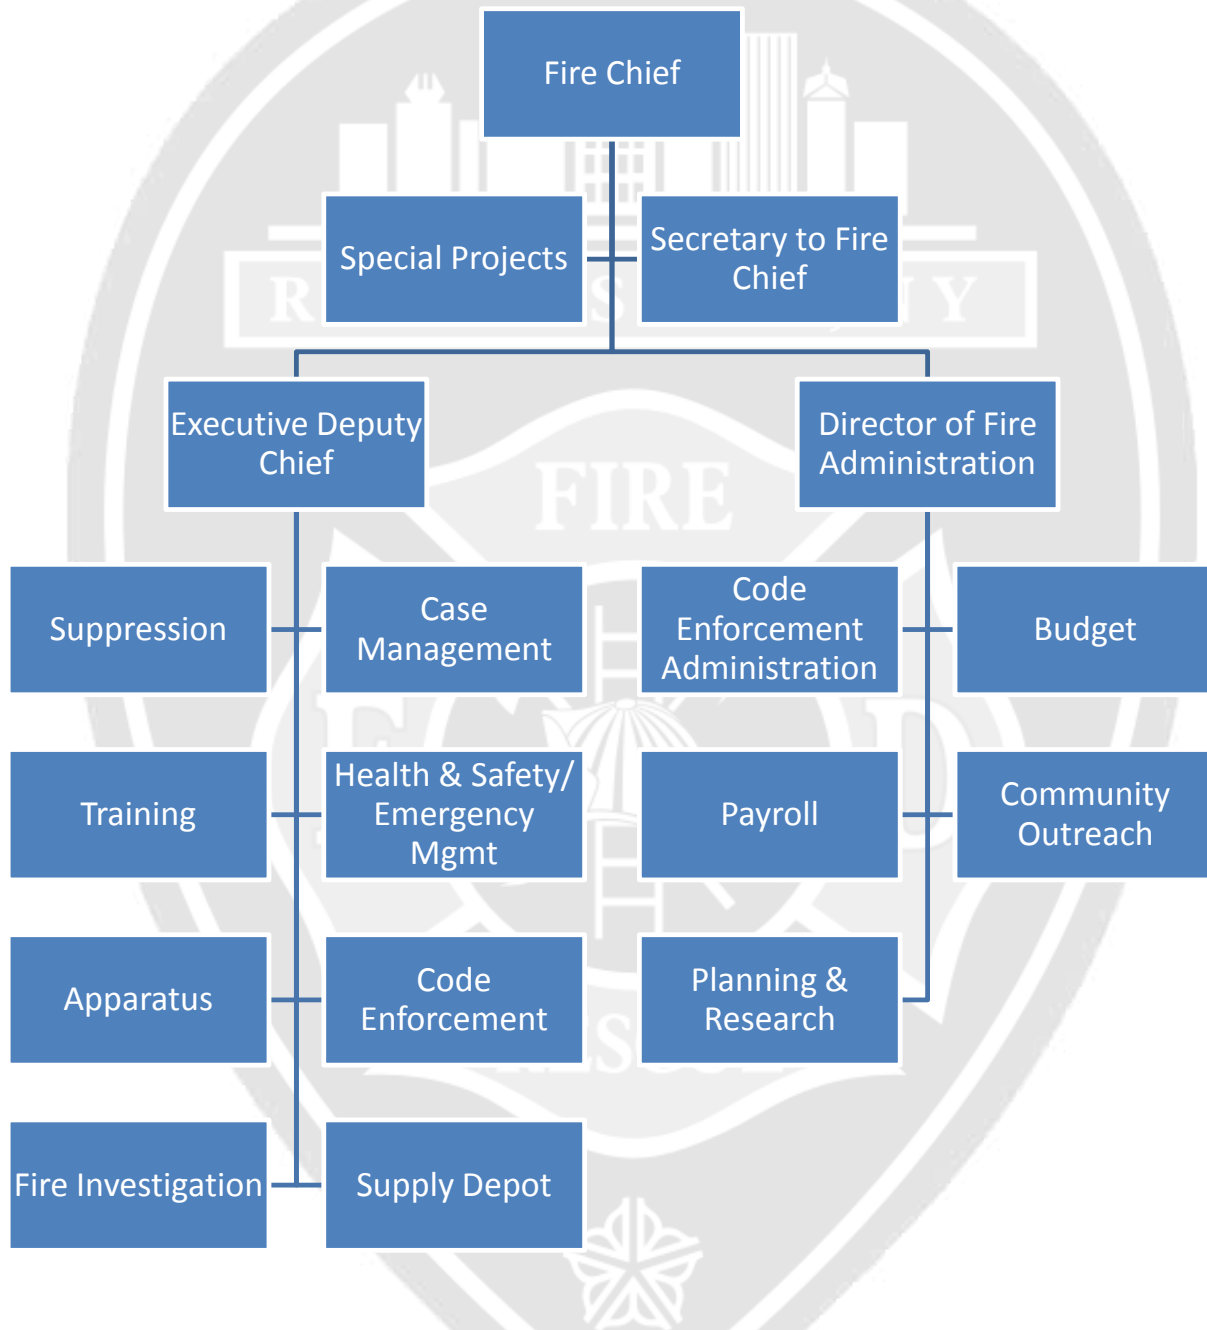 Fire Chief
Special Projects
Secretary to Fire
Chief
R
S
N Y
Executive Deputy
Chief
Director of Fire
Administration
FIRE
Suppression
Case
Management
Code
Enforcement
Administration
Budget
Training
Health & Safety/
Emergency
Mgmt
Payroll
Community
Outreach
D
Apparatus
Code
Enforcement
Planning &
Research
Fire Investigation
Supply Depot